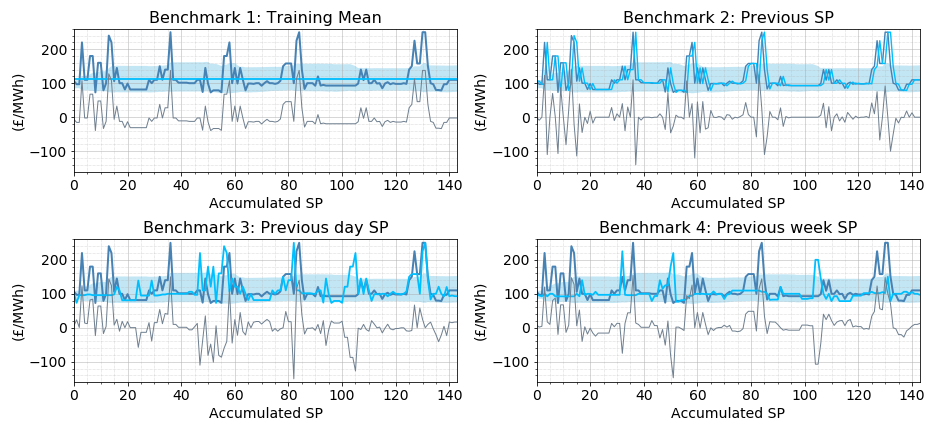 Benchmark 1: Training Mean
(£/MWh)
200
100
0
−100
0 20 40 60 80 100 120 140
Accumulated SP
Benchmark 2: Previous SP
(£/MWh)
200
100
0
−100
0 20 40 60 80 100 120 140
Accumulated SP
Benchmark 3: Previous day SP
(£/MWh)
200
100
0
−100
0 20 40 60 80 100 120 140
Accumulated SP
Benchmark 4: Previous week SP
(£/MWh)
200
100
0
−100
0 20 40 60 80 100 120 140
Accumulated SP